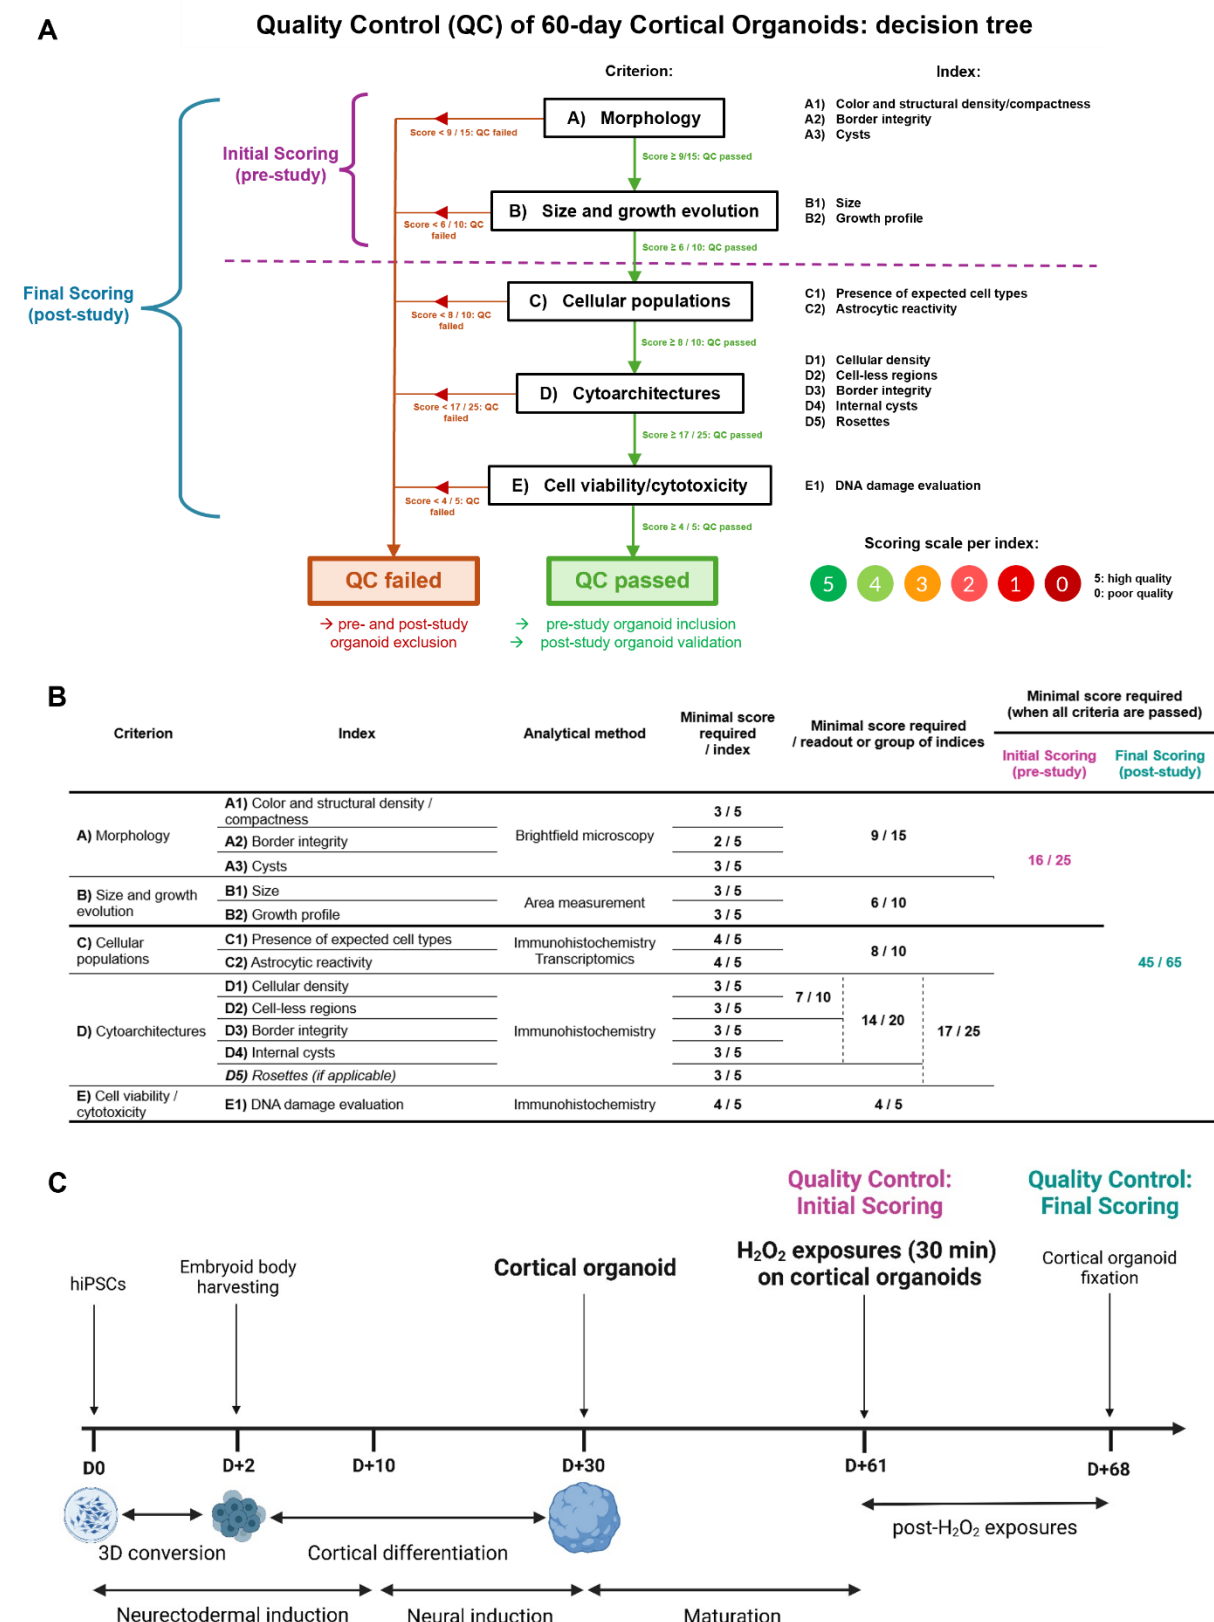 A
Quality Control (QC) of 60-day Cortical Organoids: decision tree
Criterion:
Index:
Final Scoring
(post-study)
Initial Scoring
(pre-study)
A) Morphology
Score < 9 / 15: QC failed
Score ≥ 9/15: QC passed
A1) Color and structural density/compactness
A2) Border integrity
A3) Cysts
B) Size and growth evolution
Score < 6 / 10: QC
failed
Score ≥ 6 / 10: QC passed
B1) Size
B2) Growth profile
C) Cellular populations
Score < 8 / 10: QC
failed
Score ≥ 8 / 10: QC passed
C1) Presence of expected cell types
C2) Astrocytic reactivity
D) Cytoarchitectures
Score < 17 / 25: QC
failed
Score ≥ 17 / 25: QC passed
D1) Cellular density
D2) Cell-less regions
D3) Border integrity
D4) Internal cysts
D5) Rosettes
E) Cell viability/cytotoxicity
Score < 4 / 5: QC
failed
Score ≥ 4 / 5: QC passed
E1) DNA damage evaluation
QC failed
→ pre- and post-study
organoid exclusion
QC passed
→ pre-study organoid inclusion
→ post-study organoid validation
Scoring scale per index:
5 4 3 2 1 0
5: high quality
0: poor quality
B
Criterion
Index
Analytical method
Minimal score
required
/ index
Minimal score required
/ readout or group of indices
Minimal score required
(when all criteria are passed)
Initial Scoring
(pre-study)
Final Scoring
(post-study)
A) Morphology
A1) Color and structural density /
compactness
3 / 5
A2) Border integrity
2 / 5
A3) Cysts
3 / 5
Brightfield microscopy
9 / 15
16 / 25
B) Size and growth
evolution
B1) Size
3 / 5
B2) Growth profile
3 / 5
Area measurement
6 / 10
C) Cellular
populations
C1) Presence of expected cell types
4 / 5
C2) Astrocytic reactivity
4 / 5
Immunohistochemistry
Transcriptomics
8 / 10
45 / 65
D) Cytoarchitectures
D1) Cellular density
3 / 5
D2) Cell-less regions
3 / 5
D3) Border integrity
3 / 5
D4) Internal cysts
3 / 5
D5) Rosettes (if applicable)
3 / 5
Immunohistochemistry
7 / 10
14 / 20
17 / 25
E) Cell viability /
cytotoxicity
E1) DNA damage evaluation
Immunohistochemistry
4 / 5
4 / 5
C
Quality Control:
Initial Scoring
Quality Control:
Final Scoring
hiPSCs
Embryoid body
harvesting
Cortical organoid
H₂O₂ exposures (30 min)
on cortical organoids
Cortical organoid
fixation
D0
D+2
D+10
D+30
D+61
D+68
3D conversion
Cortical differentiation
post-H₂O₂ exposures
Neurectodermal induction
Neural induction
Maturation